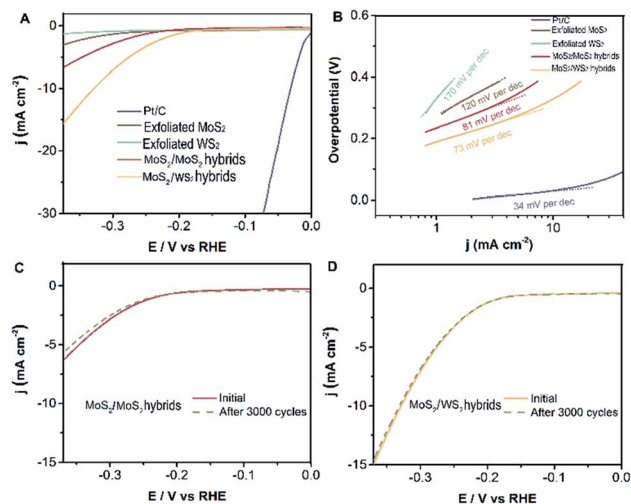 A
0
-10
-20
-30
j (mA cm-2)
Pt/C
Exfoliated MoS2
Exfoliated WS2
MoS2/MoS2 hybrids
MoS2/WS2 hybrids
-0.3
-0.2
-0.1
0.0
E / V vs RHE
B
Overpotential (V)
0.6
0.4
0.2
0.0
Pt/C
Exfoliated MoS2
Exfoliated WS2
MoS2/MoS2 hybrids
MoS2/WS2 hybrids
170 mV per dec
120 mV per dec
81 mV per dec
73 mV per dec
34 mV per dec
1
10
j (mA cm-2)
C
0
-5
-10
-15
j (mA cm-2)
MoS2/MoS2 hybrids
Initial
After 3000 cycles
-0.3
-0.2
-0.1
0.0
E / V vs RHE
D
0
-5
-10
-15
j (mA cm-2)
MoS2/WS2 hybrids
Initial
After 3000 cycles
-0.3
-0.2
-0.1
0.0
E / V vs RHE